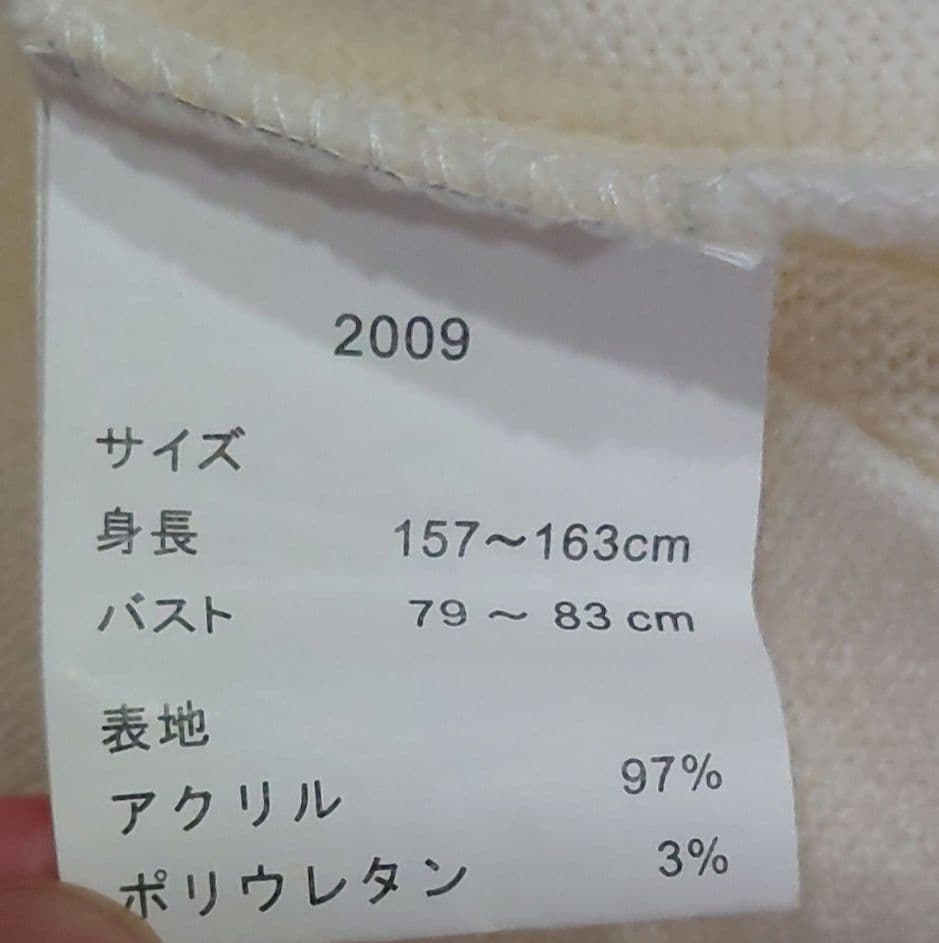 2009
サイズ
身長 157～163cm
バスト 79 ～ 83 cm
表地
アクリル 97%
ポリウレタン 3%